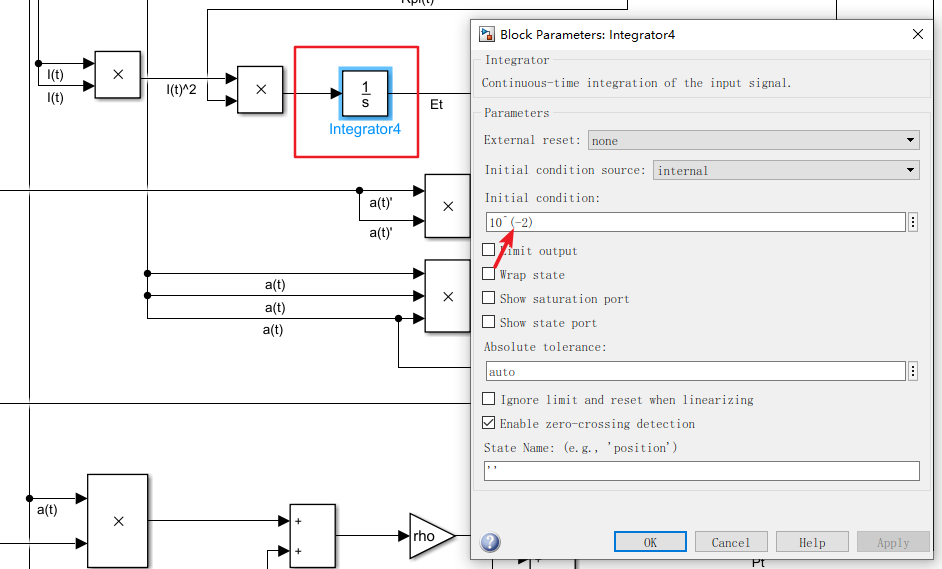 Rpl(t)
I(t)
I(t)
×
I(t)^2
×
1
s
Integrator4
Et
a(t)'
a(t)'
×
a(t)
a(t)
a(t)
×
a(t)
×
+
+
rho
+
Pt
Block Parameters: Integrator4
Integrator
Continuous-time integration of the input signal.
Parameters
External reset: none
Initial condition source: internal
Initial condition:
10^(-2)
Limit output
Wrap state
Show saturation port
Show state port
Absolute tolerance:
auto
Ignore limit and reset when linearizing
Enable zero-crossing detection
State Name: (e.g., 'position')
''
OK
Cancel
Help
Apply